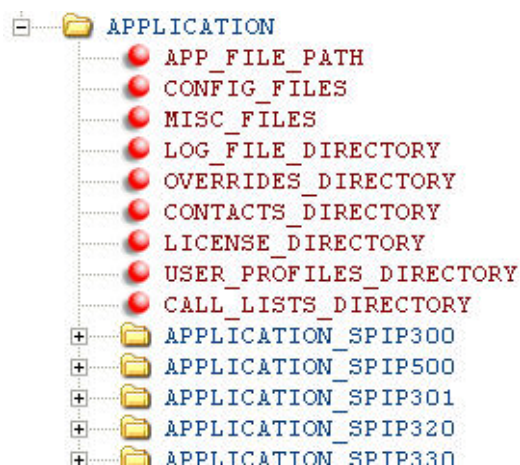 APPLICATION
APP_FILE_PATH
CONFIG_FILES
MISC_FILES
LOG_FILE_DIRECTORY
OVERRIDES_DIRECTORY
CONTACTS_DIRECTORY
LICENSE_DIRECTORY
USER_PROFILES_DIRECTORY
CALL_LISTS_DIRECTORY
APPLICATION_SPIP300
APPLICATION_SPIP500
APPLICATION_SPIP301
APPLICATION_SPIP320
APPLICATION_SPIP330